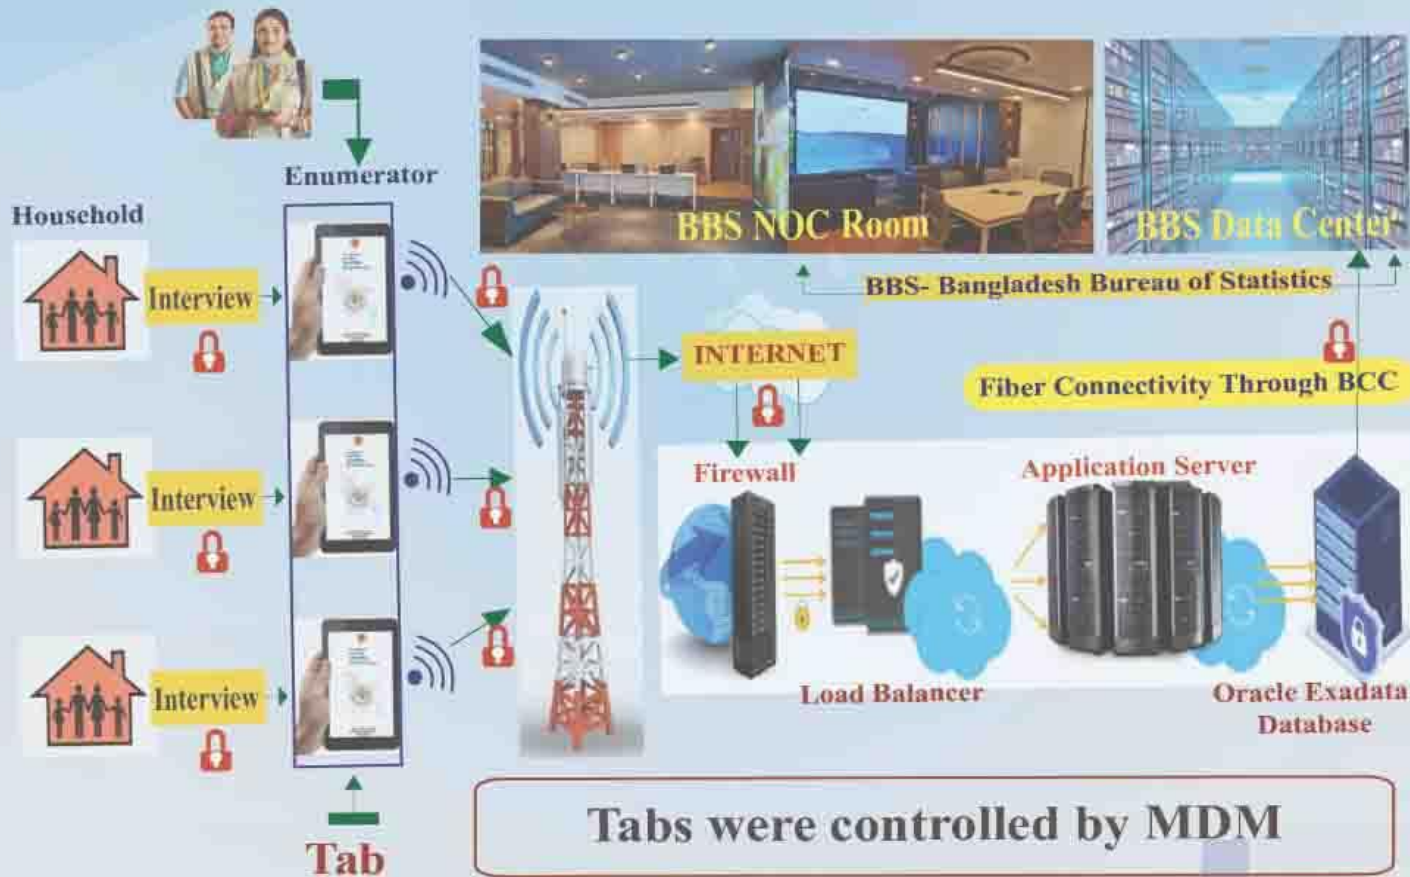 Enumerator
Household
Interview
Interview
Interview
Tab
BBS NOC Room
BBS Data Center
BBS- Bangladesh Bureau of Statistics
INTERNET
Fiber Connectivity Through BCC
Firewall
Application Server
Load Balancer
Oracle Exadata
Database
Tabs were controlled by MDM